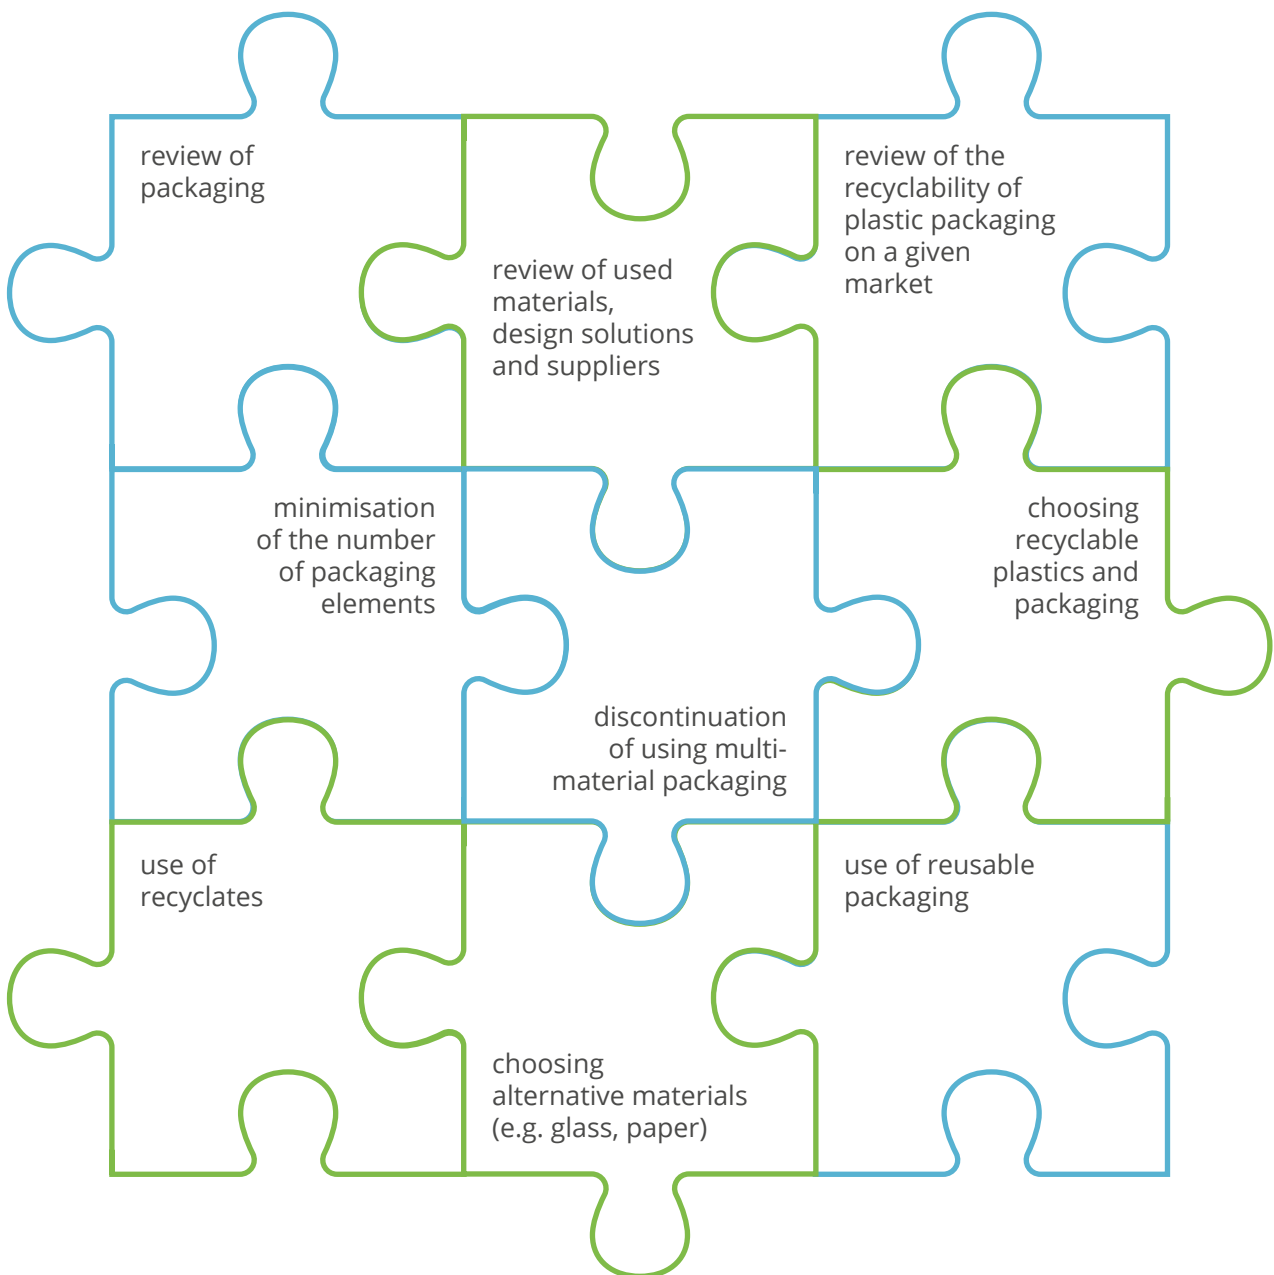 review of
packaging
review of used
materials,
design solutions
and suppliers
review of the
recyclability of
plastic packaging
on a given
market
minimisation
of the number
of packaging
elements
discontinuation
of using multi-
material packaging
choosing
recyclable
plastics and
packaging
use of
recyclates
choosing
alternative materials
(e.g. glass, paper)
use of reusable
packaging